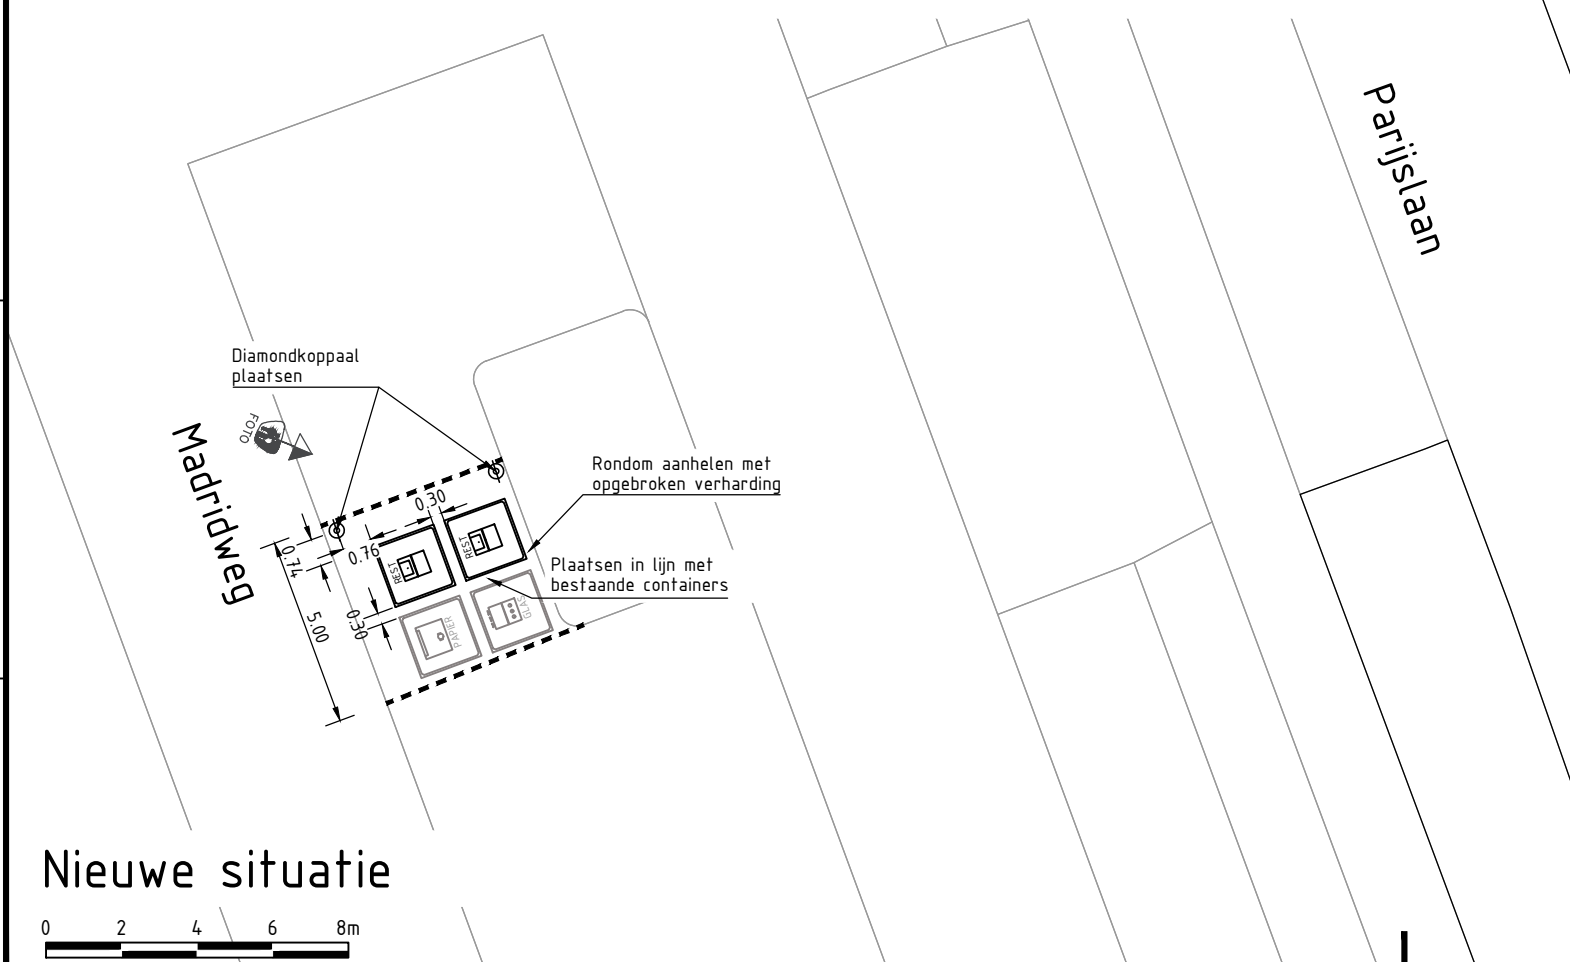 Parijslaan
Diamondkoppaal
plaatsen
FOTO
Madridweg
Rondom aanhelen met
opgebroken verharding
0.30
0.76
0.74
REST
REST
Plaatsen in lijn met
bestaande containers
0.30
5.00
PAPIER
GLAS
Nieuwe situatie
0 2 4 6 8m